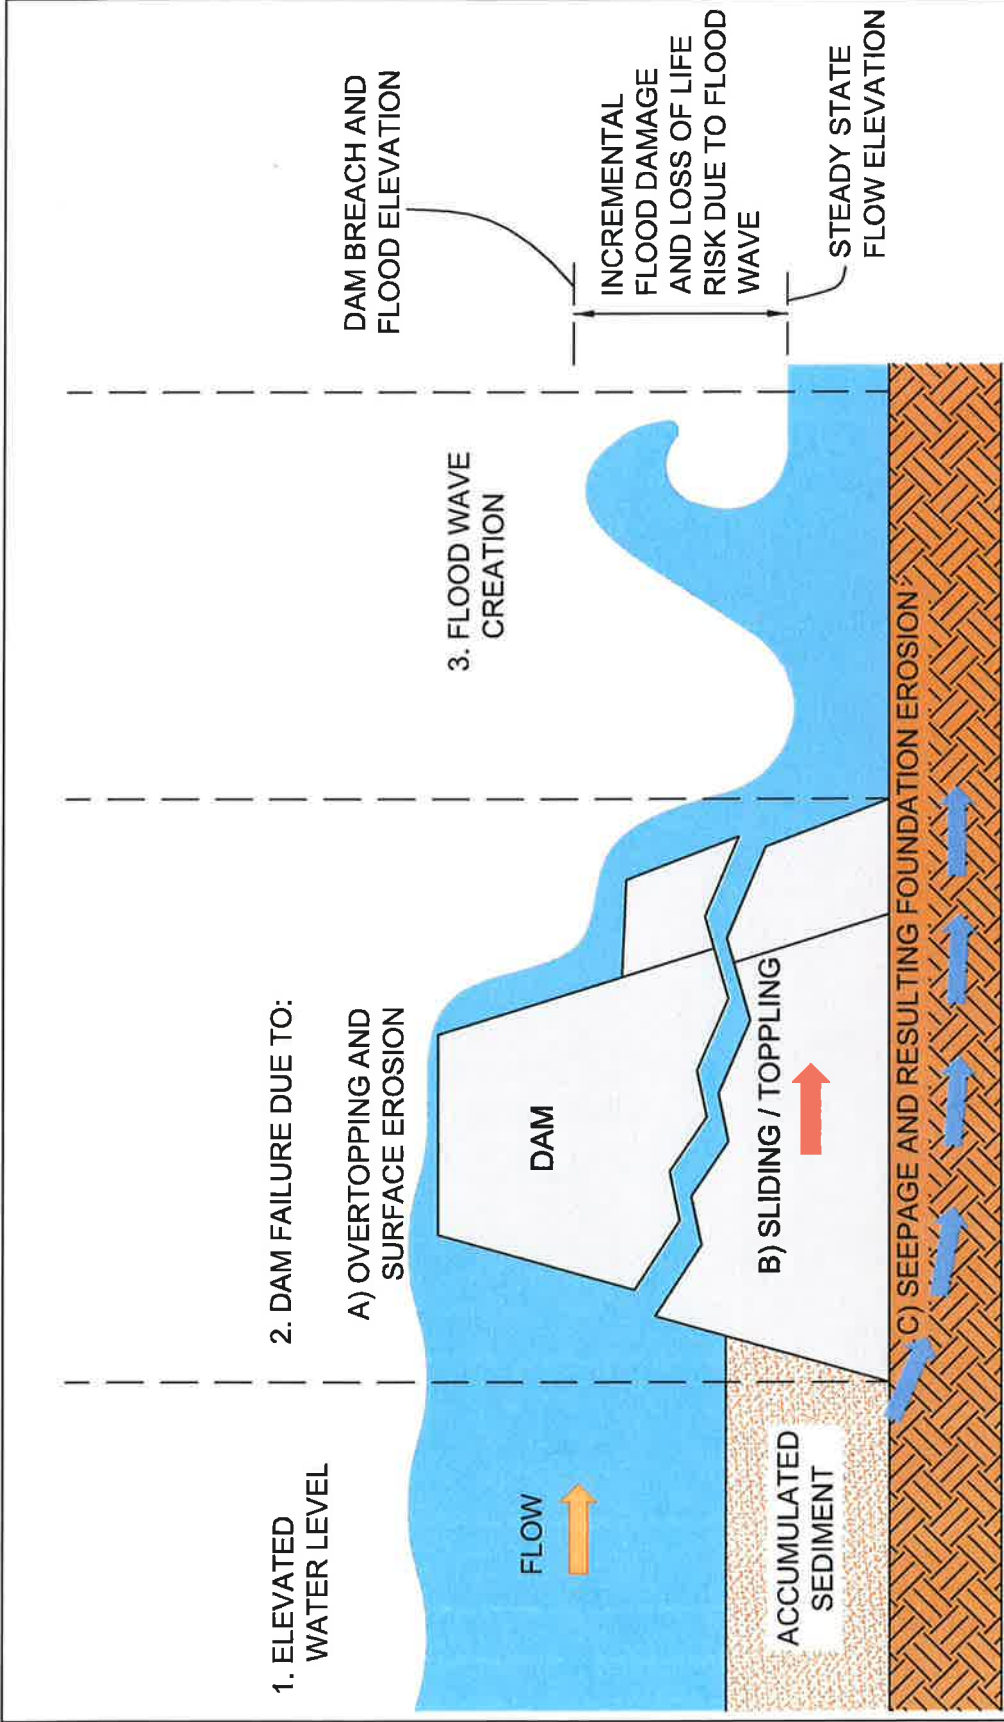 1. ELEVATED
WATER LEVEL
2. DAM FAILURE DUE TO:
A) OVERTOPPING AND
SURFACE EROSION
3. FLOOD WAVE
CREATION
DAM BREACH AND
FLOOD ELEVATION
INCREMENTAL
FLOOD DAMAGE
AND LOSS OF LIFE
RISK DUE TO FLOOD
WAVE
STEADY STATE
FLOW ELEVATION
FLOW
DAM
B) SLIDING / TOPPLING
ACCUMULATED
SEDIMENT
C) SEEPAGE AND RESULTING FOUNDATION EROSION